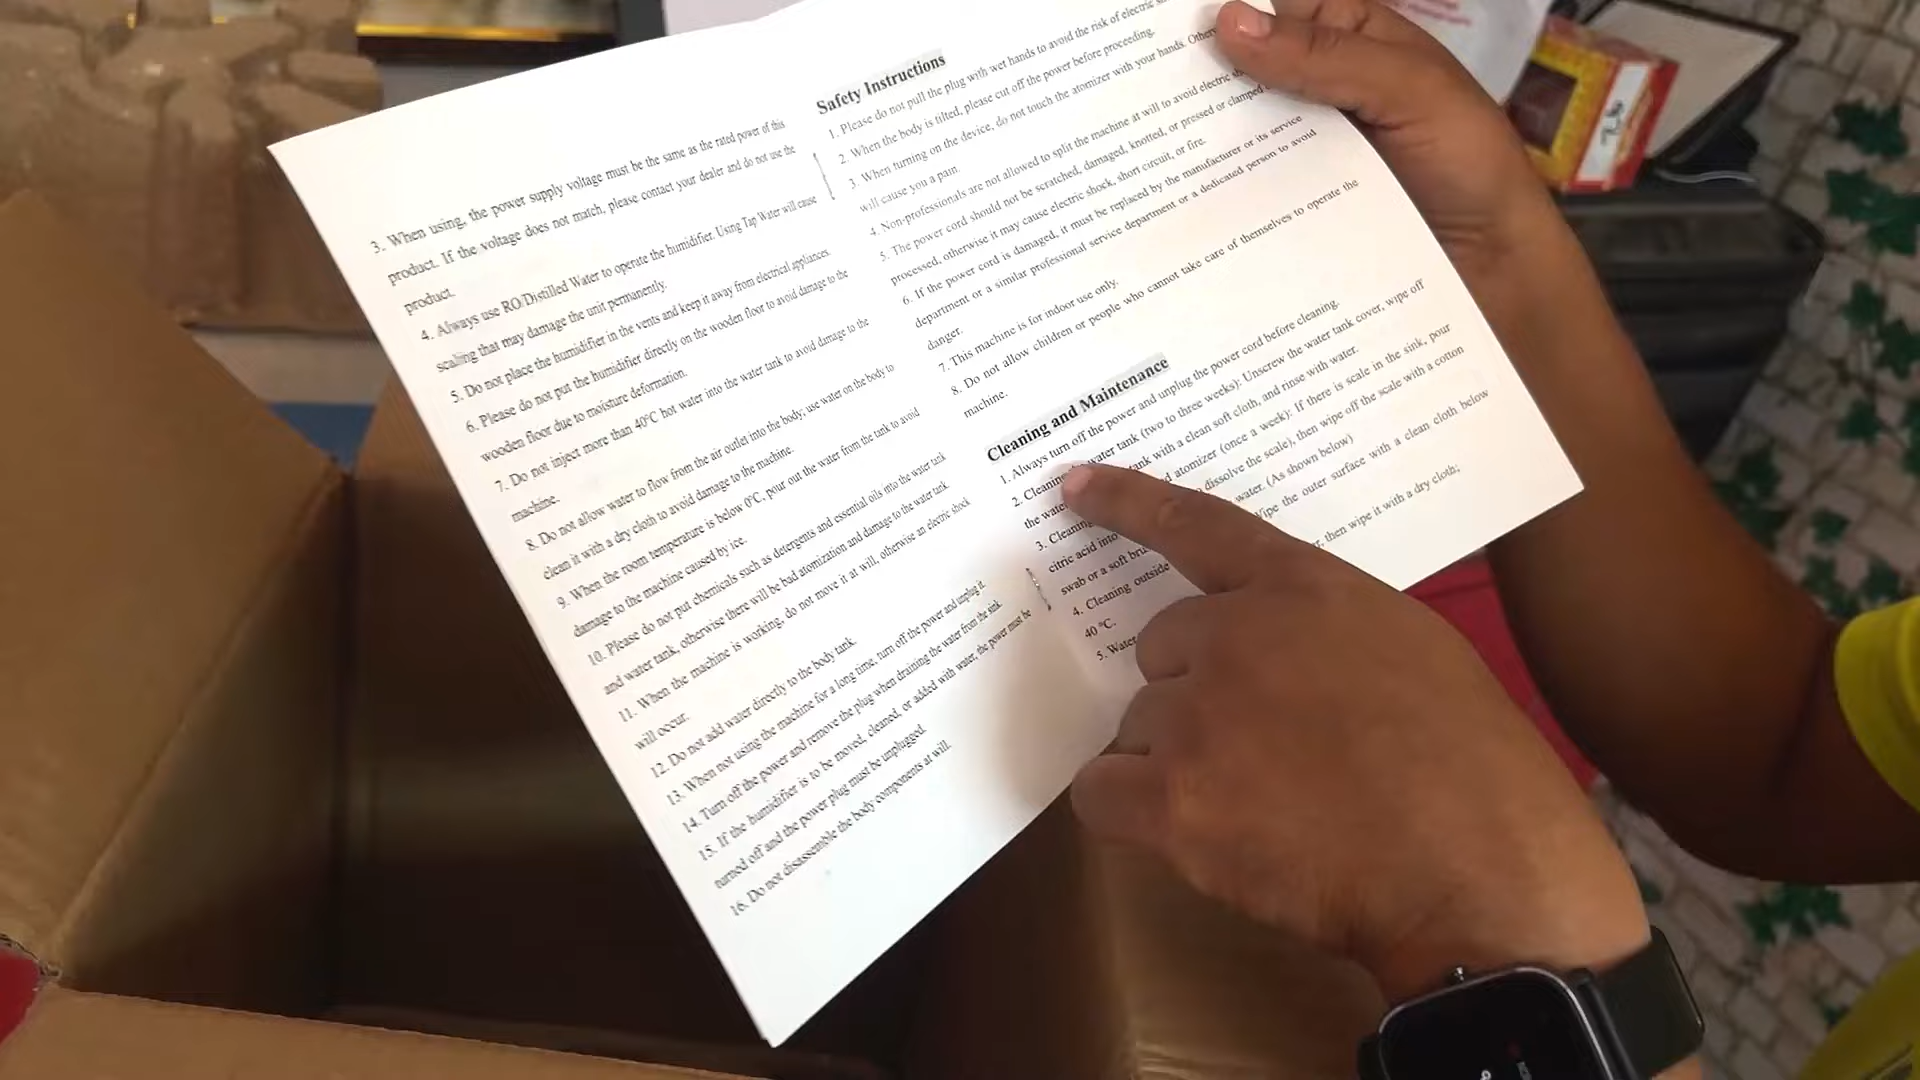 3. When using, the power supply voltage must be the same as the rated power of this
product. If the voltage does not match, please contact your dealer and do not use the
product.
4. Always use RO/Distilled Water to operate the humidifier. Using Tap Water will cause
scaling that may damage the unit permanently.
5. Do not place the humidifier in the vents and keep it away from electrical appliances.
6. Please do not put the humidifier directly on the wooden floor to avoid damage to the
wooden floor due to moisture deformation.
7. Do not inject more than 40°C hot water into the water tank to avoid damage to the
machine.
8. Do not allow water to flow from the air outlet into the body; use water on the body to
clean it with a dry cloth to avoid damage to the machine.
9. When the room temperature is below 0°C, pour out the water from the tank to avoid
damage to the machine caused by ice.
10. Please do not put chemicals such as detergents and essential oils into the water tank
and water tank, otherwise there will be bad atomization and damage to the water tank.
11. When the machine is working, do not move it at will, otherwise an electric shock
will occur.
12. Do not add water directly to the body tank.
13. When not using the machine for a long time, turn off the power and unplug it.
14. Turn off the power and remove the plug when draining the water from the sink.
15. If the humidifier is to be moved, cleaned, or added with water, the power must be
turned off and the power plug must be unplugged.
16. Do not disassemble the body components at will.
Safety Instructions
1. Please do not pull the plug with wet hands to avoid the risk of electric
2. When the body is tilted, please cut off the power before proceeding.
3. When turning on the device, do not touch the atomizer with your hands.
will cause you a pain.
4. Non-professionals are not allowed to split the machine at will to avoid electric
5. The power cord should not be scratched, damaged, knotted, or pressed or clamped
processed, otherwise it may cause electric shock, short circuit, or fire.
6. If the power cord is damaged, it must be replaced by the manufacturer or its service
department or a similar professional service department or a dedicated person to avoid
danger.
7. This machine is for indoor use only.
8. Do not allow children or people who cannot take care of themselves to operate the
machine.
Cleaning and Maintenance
1. Always turn off the power and unplug the power cord before cleaning.
2. Cleaning water tank (two to three weeks): Unscrew the water tank cover, wipe off
the water tank with a clean soft cloth, and rinse with water.
3. Cleaning atomizer (once a week): If there is scale in the sink, pour
citric acid into dissolve the scale), then wipe off the scale with a cotton
swab or a soft water. (As shown below)
4. Cleaning outside Wipe the outer surface with a clean cloth below
40 °C.
5. Water then wipe it with a dry cloth;